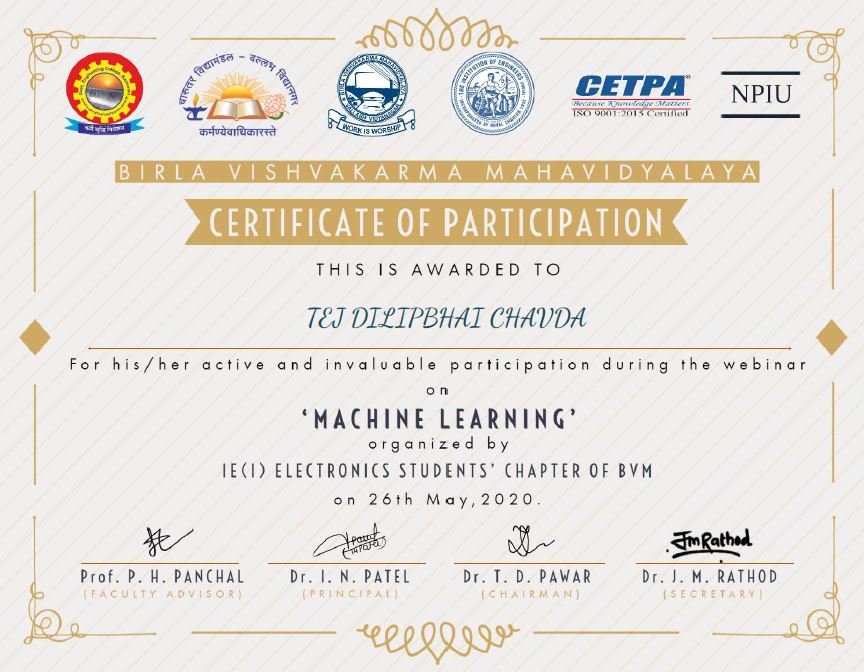 चारुतर विद्यामंडल - वल्लभ विद्यानगर
कर्मण्येवाधिकारस्ते
WORK IS WORSHIP
THE INSTITUTION OF ENGINEERS
CETPA
Because Knowledge Matters
ISO 9001:2015 Certified
NPIU
BIRLA VISHVAKARMA MAHAVIDYALAYA
CERTIFICATE OF PARTICIPATION
THIS IS AWARDED TO
TEJ DILIPBHAI CHAVDA
For his/her active and invaluable participation during the webinar
on
‘MACHINE LEARNING’
organized by
IE(I) ELECTRONICS STUDENTS’ CHAPTER OF BVM
on 26th May,2020.
JmRathod
Prof. P. H. PANCHAL Dr. I. N. PATEL Dr. T. D. PAWAR Dr. J. M. RATHOD
(FACULTY ADVISOR) (PRINCIPAL) (CHAIRMAN) (SECRETARY)